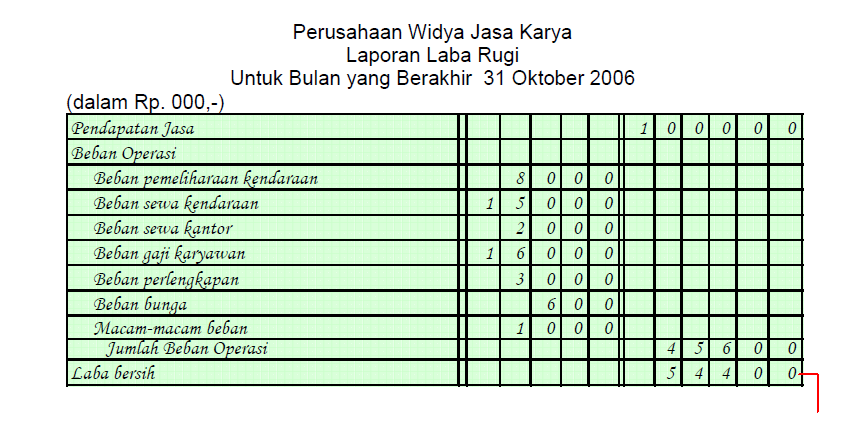 Perusahaan Widya Jasa Karya
Laporan Laba Rugi
Untuk Bulan yang Berakhir 31 Oktober 2006
(dalam Rp. 000,-)
Pendapatan Jasa 1 0 0 0 0 0
Beban Operasi
Beban pemeliharaan kendaraan 8 0 0 0
Beban sewa kendaraan 1 5 0 0 0
Beban sewa kantor 2 0 0 0
Beban gaji karyawan 1 6 0 0 0
Beban perlengkapan 3 0 0 0
Beban bunga 6 0 0
Macam-macam beban 1 0 0 0
Jumlah Beban Operasi 4 5 6 0 0
Laba bersih 5 4 4 0 0